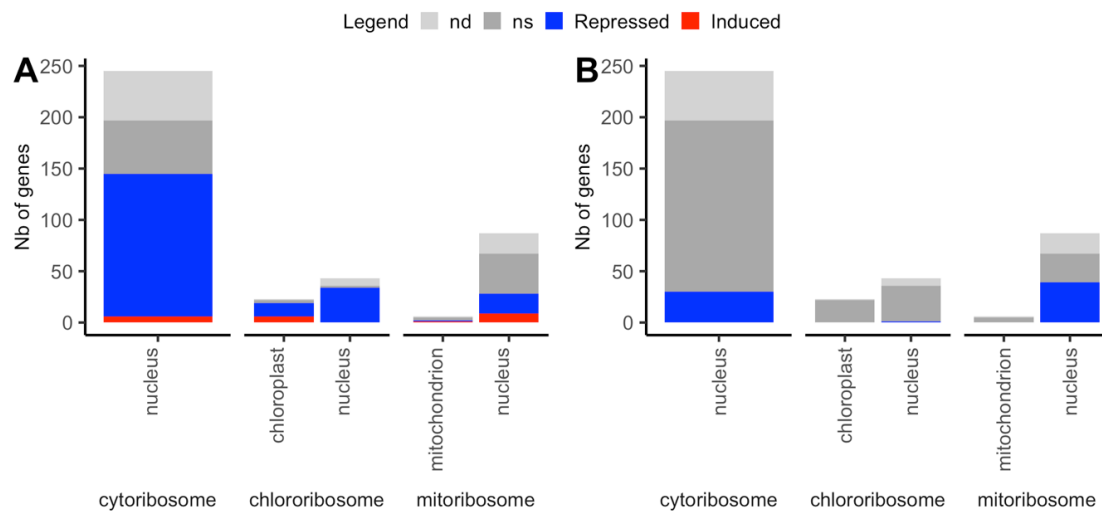 Legend nd ns Repressed Induced
A
B
Nb of genes
250
200
150
100
50
0
nucleus
chloroplast
nucleus
mitochondrion
nucleus
cytoribosome chlororibosome mitoribosome
Nb of genes
250
200
150
100
50
0
nucleus
chloroplast
nucleus
mitochondrion
nucleus
cytoribosome chlororibosome mitoribosome